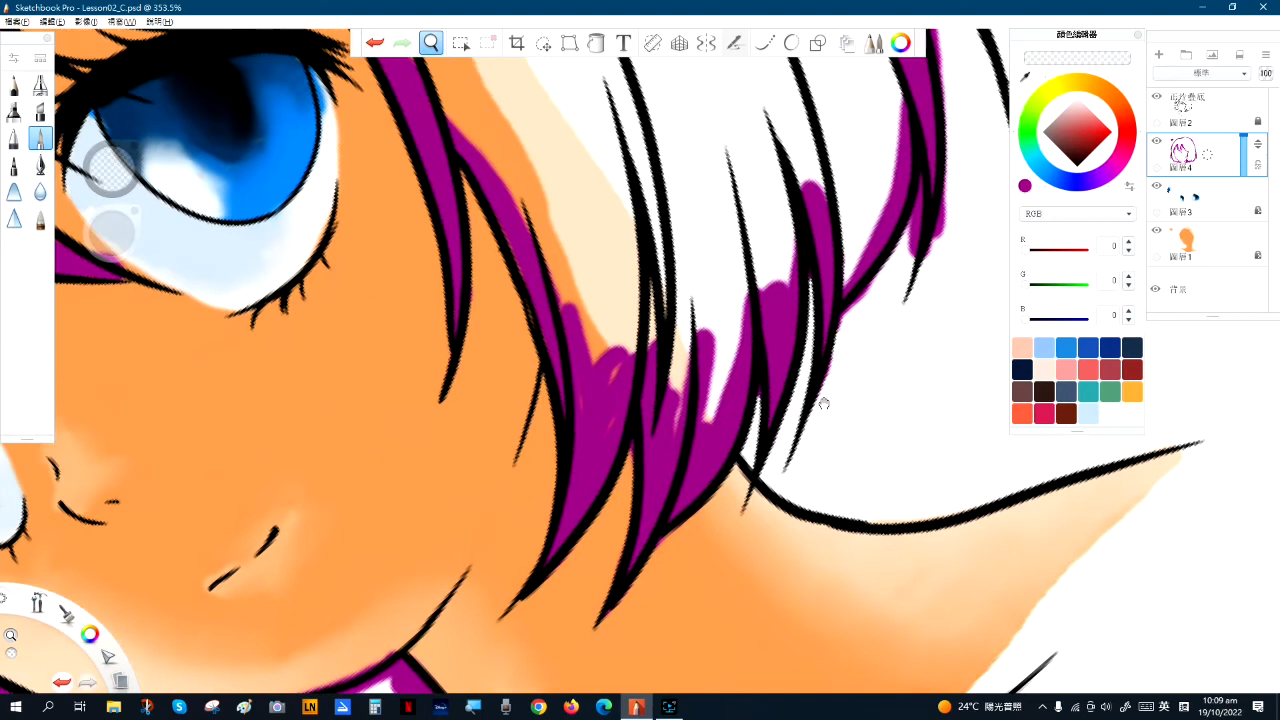 Sketchbook Pro - Lesson02_C.psd @ 353.5%
檔案(F) 編輯(E) 影像(I) 視窗(W) 說明(H)
T
顏色編輯器
標準
100
圖層2
圖層4
RGB
圖層3
R 0
圖層1
G 0
背景
B 0
LN
N
Disney+
24°C 陽光普照
英
10:09 am
19/10/2022